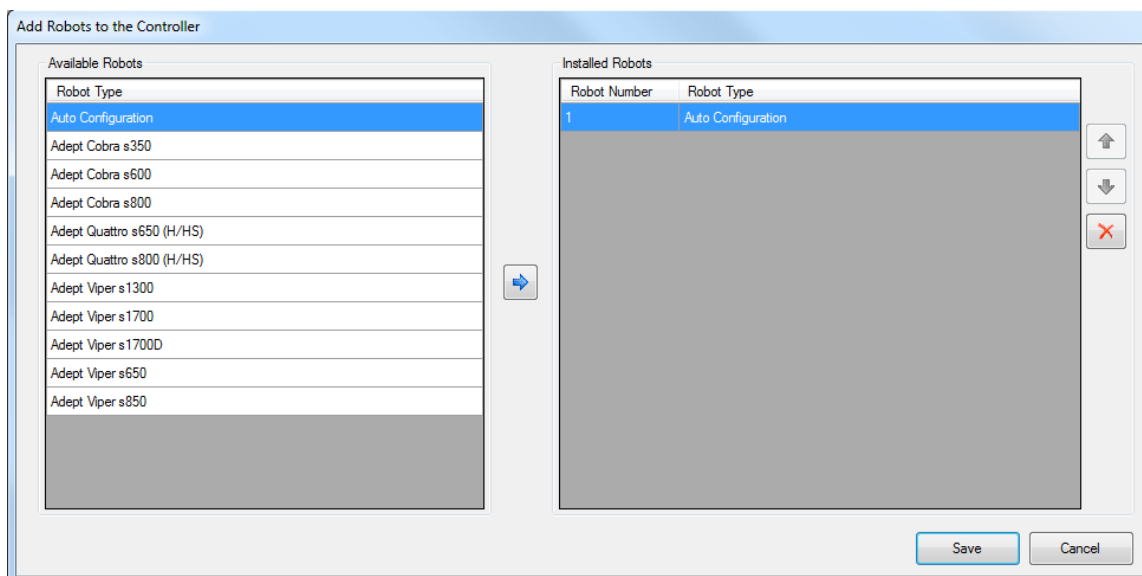 Add Robots to the Controller
Available Robots
Robot Type
Auto Configuration
Adept Cobra s350
Adept Cobra s600
Adept Cobra s800
Adept Quattro s650 (H/HS)
Adept Quattro s800 (H/HS)
Adept Viper s1300
Adept Viper s1700
Adept Viper s1700D
Adept Viper s650
Adept Viper s850
Installed Robots
Robot Number Robot Type
1 Auto Configuration
Save Cancel